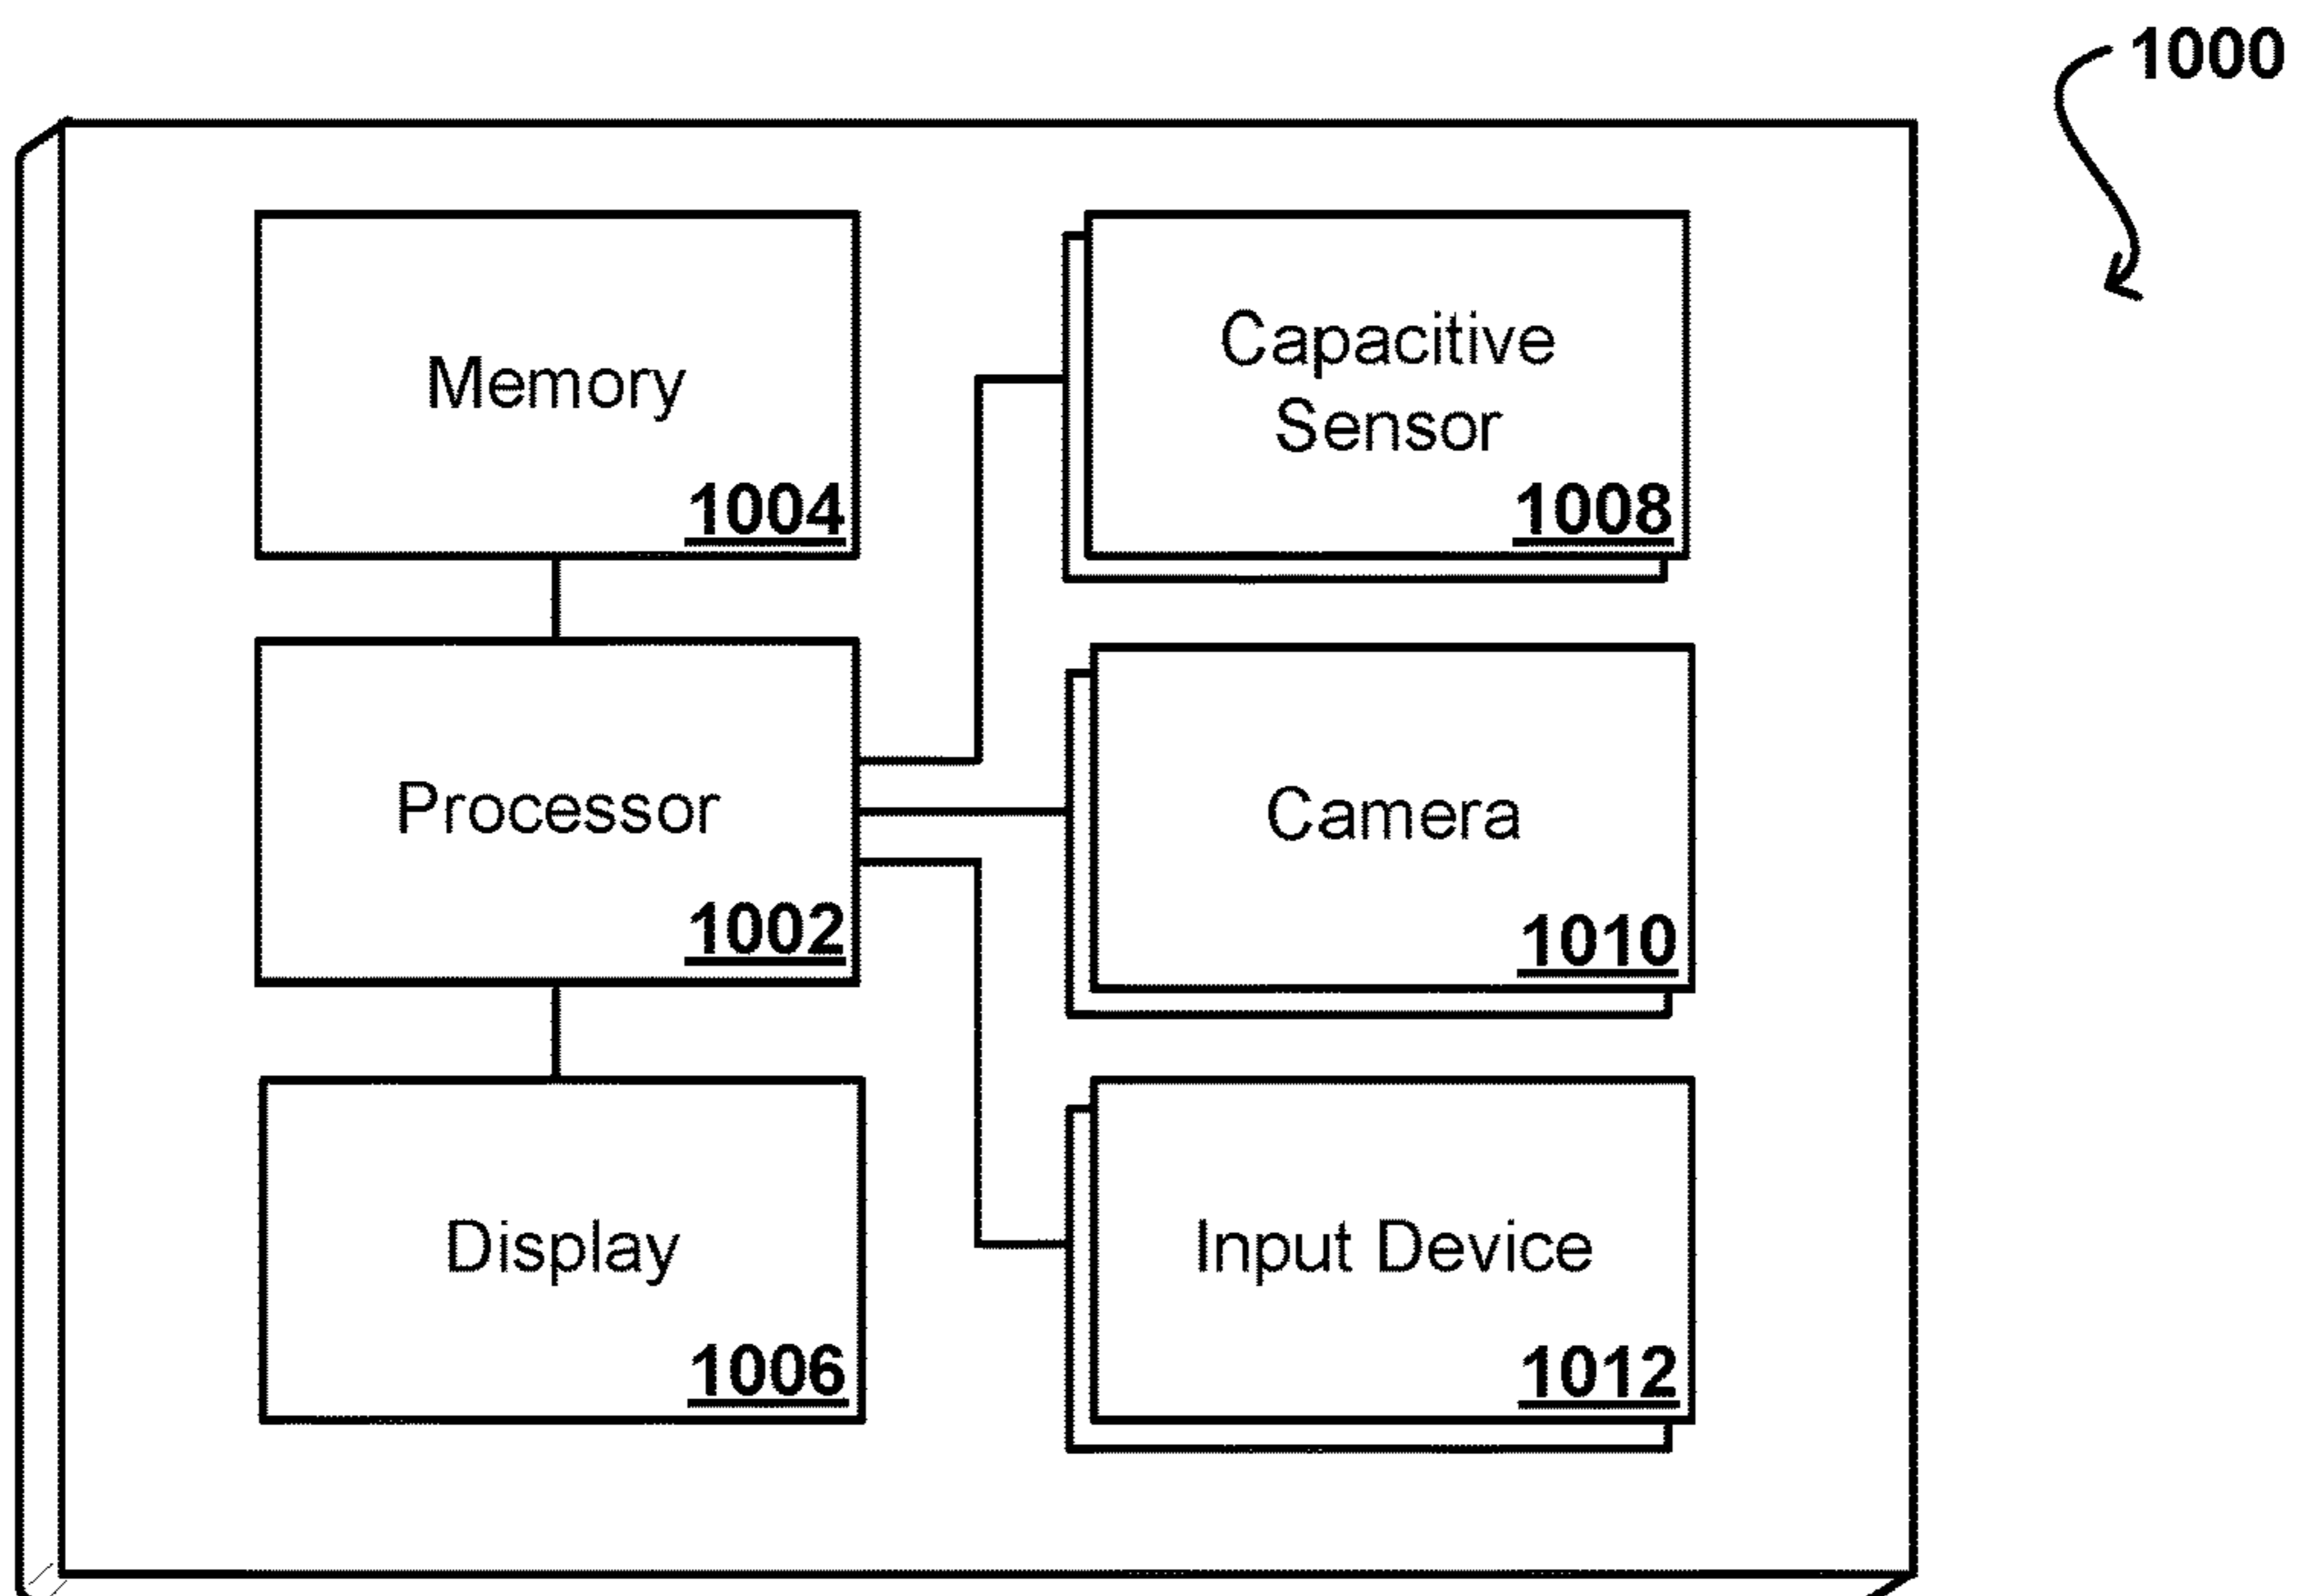 1000
Memory
1004
Capacitive
Sensor
1008
Processor
1002
Camera
1010
Display
1006
Input Device
1012